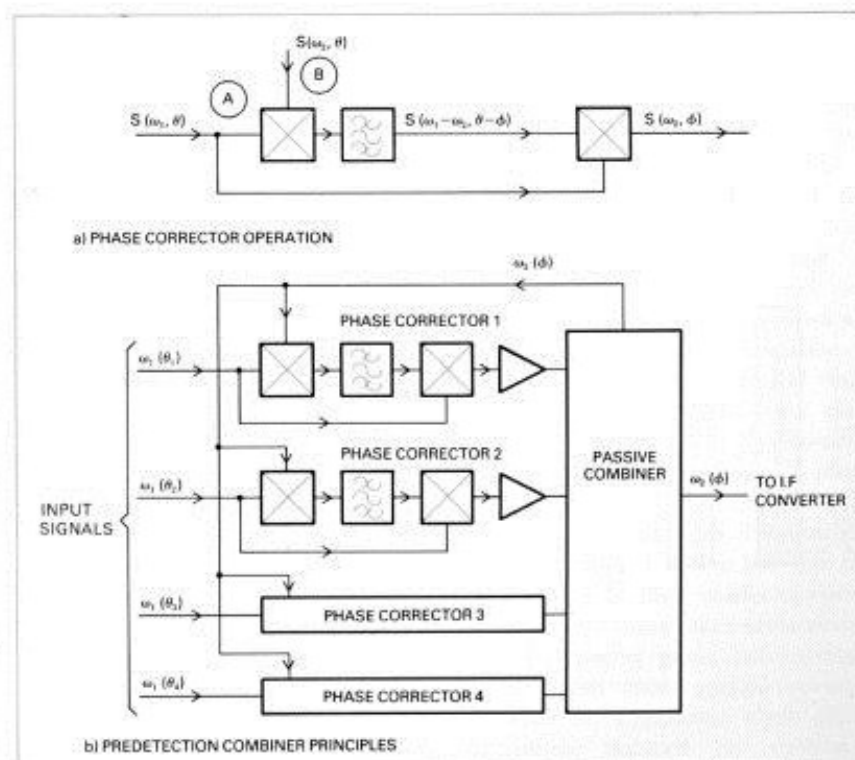 S(ω₂, θ)
B
A
S (ω₂, θ)
S (ω₁−ω₂, θ−ϕ)
S (ω₂, ϕ)
a) PHASE CORRECTOR OPERATION
ω₂ (ϕ)
PHASE CORRECTOR 1
ω₁ (θ₁)
PHASE CORRECTOR 2
ω₁ (θ₂)
PASSIVE
COMBINER
ω₂ (ϕ)
TO I.F
CONVERTER
INPUT
SIGNALS
ω₁ (θ₃)
PHASE CORRECTOR 3
ω₁ (θ₄)
PHASE CORRECTOR 4
b) PREDETECTION COMBINER PRINCIPLES